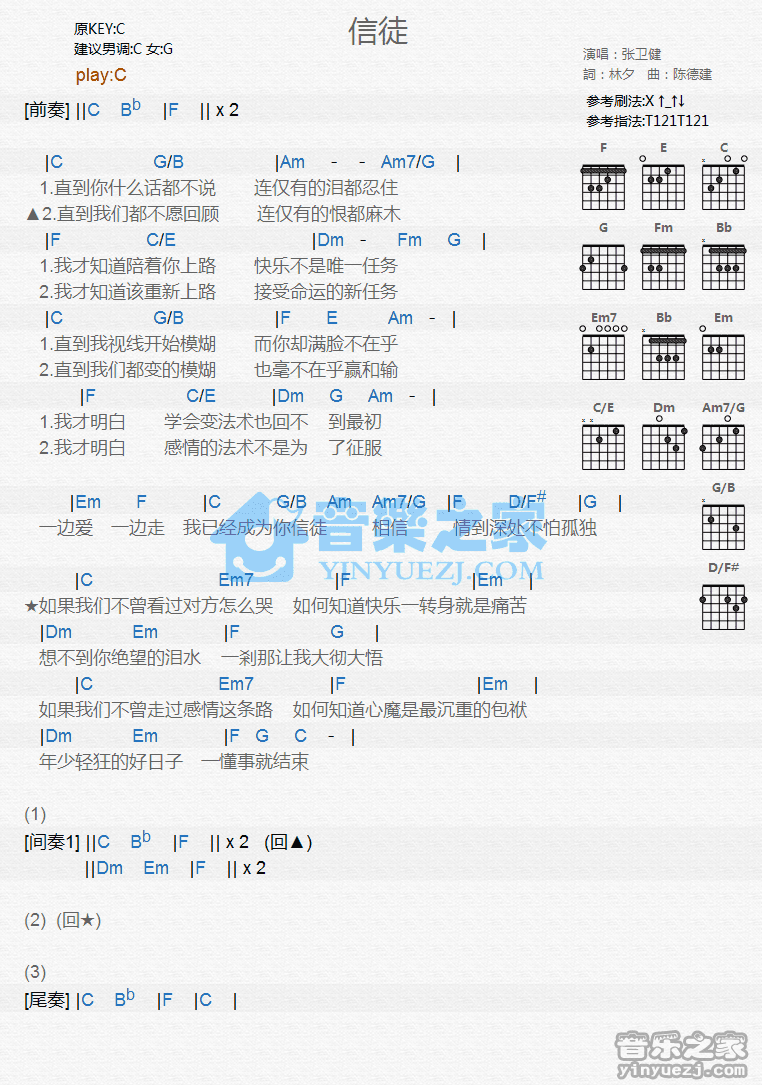 信徒
原KEY:C
建议男调:C 女:G
play:C
演唱：张卫健
詞：林夕 曲：陈德建
参考刷法:X ↑_↑↓
参考指法:T121T121
[前奏] ||C Bb |F || x 2
|C G/B |Am - - Am7/G |
1.直到你什么话都不说 连仅有的泪都忍住
▲2.直到我们都不愿回顾 连仅有的恨都麻木
|F C/E |Dm - Fm G |
1.我才知道陪着你上路 快乐不是唯一任务
2.我才知道该重新上路 接受命运的新任务
|C G/B |F E Am - |
1.直到我视线开始模糊 而你却满脸不在乎
2.直到我们都变的模糊 也毫不在乎赢和输
|F C/E |Dm G Am - |
1.我才明白 学会变法术也回不 到最初
2.我才明白 感情的法术不是为 了征服
|Em F |C G/B Am Am7/G |F D/F# |G |
一边爱 一边走 我已经成为你信徒 相信 情到深处不怕孤独
|C Em7 |F |Em |
★如果我们不曾看过对方怎么哭 如何知道快乐一转身就是痛苦
|Dm Em |F G |
想不到你绝望的泪水 一剎那让我大彻大悟
|C Em7 |F |Em |
如果我们不曾走过感情这条路 如何知道心魔是最沉重的包袱
|Dm Em |F G C - |
年少轻狂的好日子 一懂事就结束
(1)
[间奏1] ||C Bb |F || x 2 (回▲)
||Dm Em |F || x 2
(2) (回★)
(3)
[尾奏] |C Bb |F |C |
F E C
G Fm Bb
Em7 Bb Em
C/E Dm Am7/G
G/B
D/F#
音樂之家
YINYUEZJ.COM
音乐之家
yinyuezj.com